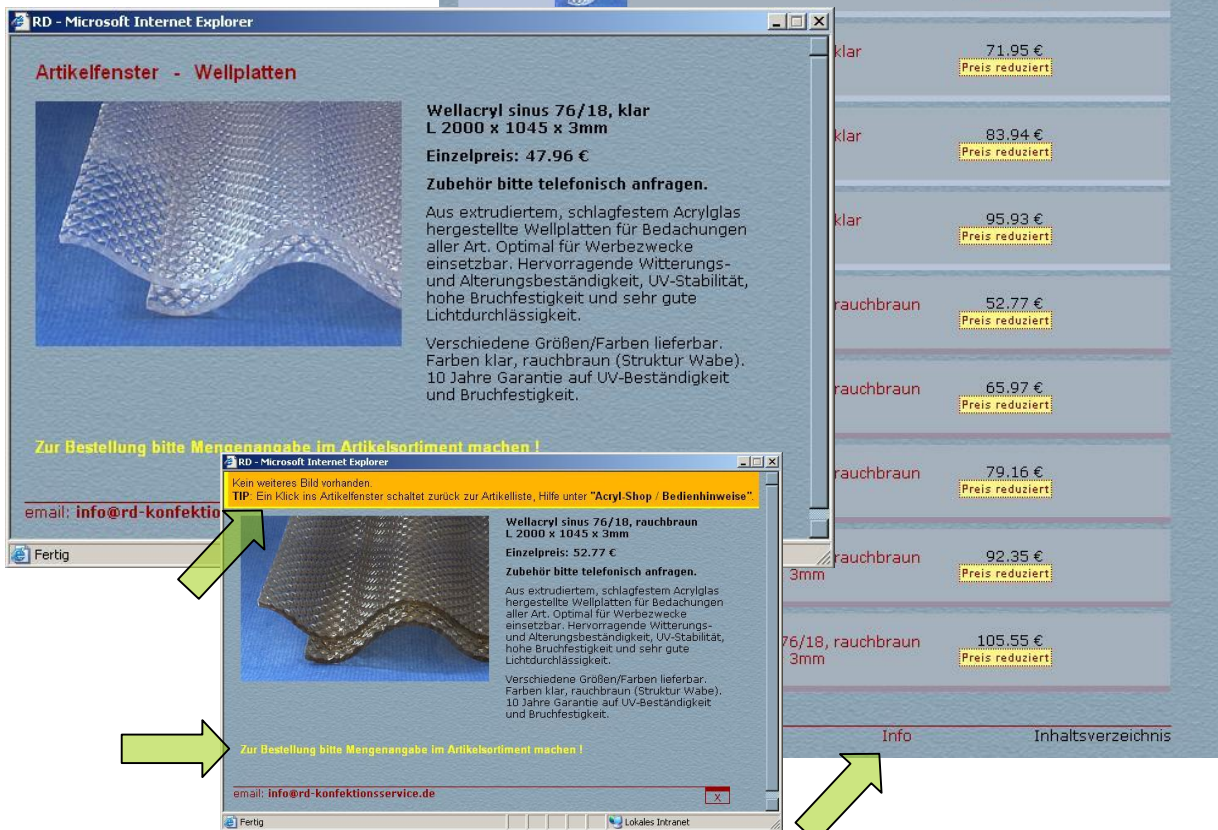 RD - Microsoft Internet Explorer
Artikelfenster - Wellplatten
Wellacryl sinus 76/18, klar
L 2000 x 1045 x 3mm
Einzelpreis: 47.96 €
Zubehör bitte telefonisch anfragen.
Aus extrudiertem, schlagfestem Acrylglas
hergestellte Wellplatten für Bedachungen
aller Art. Optimal für Werbezwecke
einsetzbar. Hervorragende Witterungs-
und Alterungsbeständigkeit, UV-Stabilität,
hohe Bruchfestigkeit und sehr gute
Lichtdurchlässigkeit.
Verschiedene Größen/Farben lieferbar.
Farben klar, rauchbraun (Struktur Wabe).
10 Jahre Garantie auf UV-Beständigkeit
und Bruchfestigkeit.
Zur Bestellung bitte Mengenangabe im Artikelsortiment machen !
email: info@rd-konfektio
Fertig
RD - Microsoft Internet Explorer
Kein weiteres Bild vorhanden.
TIP: Ein Klick ins Artikelfenster schaltet zurück zur Artikelliste, Hilfe unter "Acryl-Shop / Bedienhinweise".
Wellacryl sinus 76/18, rauchbraun
L 2000 x 1045 x 3mm
Einzelpreis: 52.77 €
Zubehör bitte telefonisch anfragen.
Aus extrudiertem, schlagfestem Acrylglas
hergestellte Wellplatten für Bedachungen
aller Art. Optimal für Werbezwecke
einsetzbar. Hervorragende Witterungs-
und Alterungsbeständigkeit, UV-Stabilität,
hohe Bruchfestigkeit und sehr gute
Lichtdurchlässigkeit.
Verschiedene Größen/Farben lieferbar.
Farben klar, rauchbraun (Struktur Wabe).
10 Jahre Garantie auf UV-Beständigkeit
und Bruchfestigkeit.
Zur Bestellung bitte Mengenangabe im Artikelsortiment machen !
email: info@rd-konfektionsservice.de
X
Fertig
Lokales Intranet
klar 71.95 €
Preis reduziert
klar 83.94 €
Preis reduziert
klar 95.93 €
Preis reduziert
rauchbraun 52.77 €
Preis reduziert
rauchbraun 65.97 €
Preis reduziert
rauchbraun 79.16 €
Preis reduziert
rauchbraun 92.35 €
3mm Preis reduziert
76/18, rauchbraun 105.55 €
3mm Preis reduziert
Info Inhaltsverzeichnis